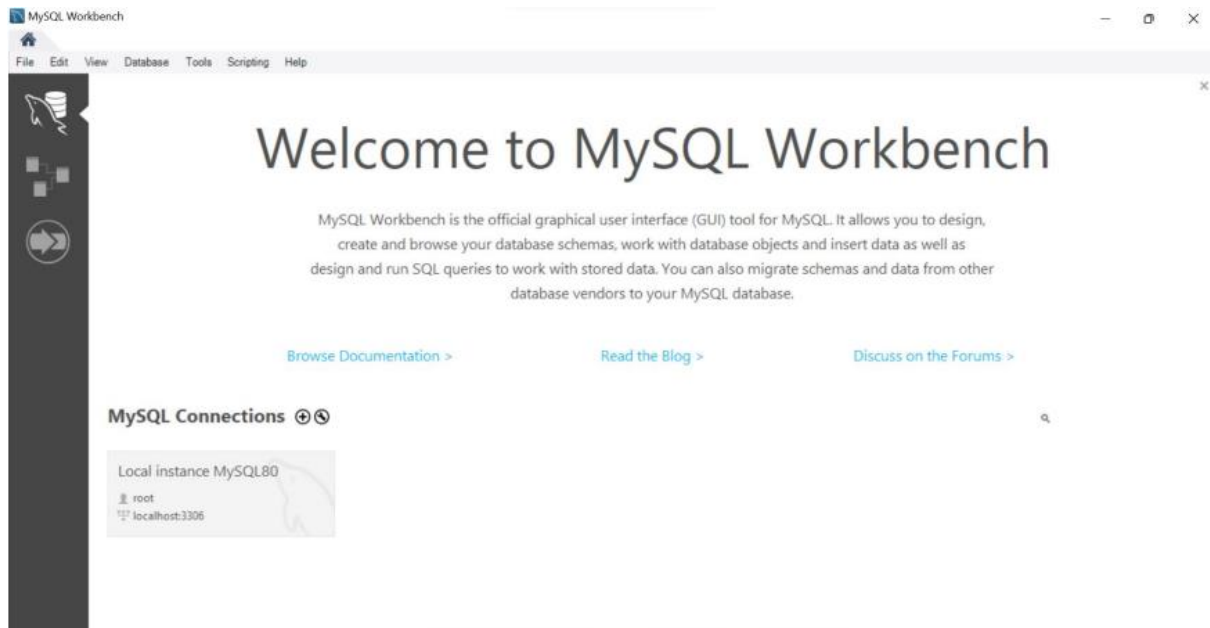 MySQL Workbench
File Edit View Database Tools Scripting Help
Welcome to MySQL Workbench
MySQL Workbench is the official graphical user interface (GUI) tool for MySQL. It allows you to design,
create and browse your database schemas, work with database objects and insert data as well as
design and run SQL queries to work with stored data. You can also migrate schemas and data from other
database vendors to your MySQL database.
Browse Documentation > Read the Blog > Discuss on the Forums >
MySQL Connections
Local instance MySQL80
root
localhost:3306